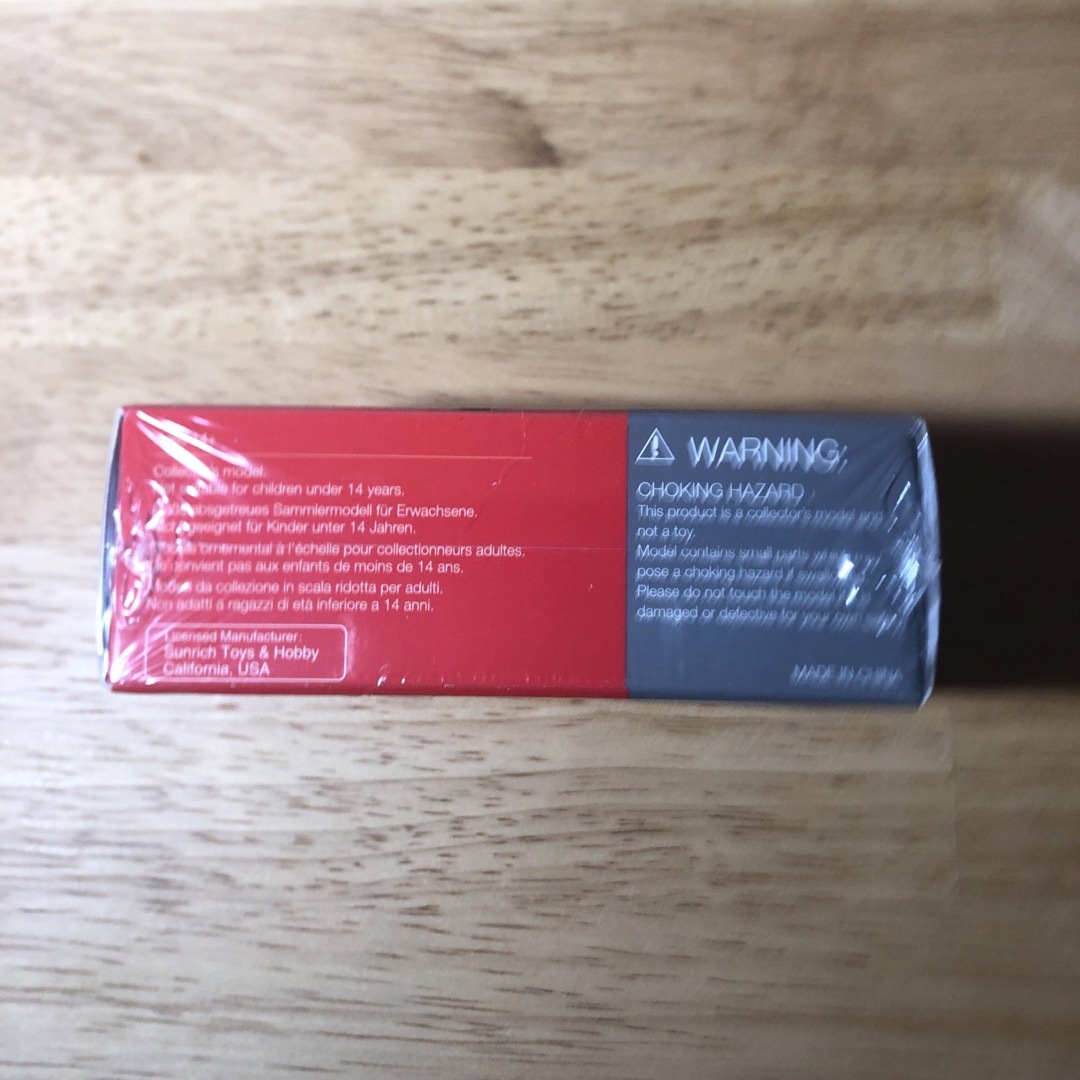 Collector's model.
Not suitable for children under 14 years.
Sammlermodell für Erwachsene.
geeignet für Kinder unter 14 Jahren.
ornemental à l'échelle pour collectionneurs adultes.
convient pas aux enfants de moins de 14 ans.
da collezione in scala ridotta per adulti.
Non adatti a ragazzi di età inferiore a 14 anni.
Licensed Manufacturer:
Sunrich Toys & Hobby
California, USA
WARNING:
CHOKING HAZARD
This product is a collector's model and
not a toy.
Model contains small parts which
pose a choking hazard if
Please do not touch the model
damaged or defective for your
MADE IN CHINA